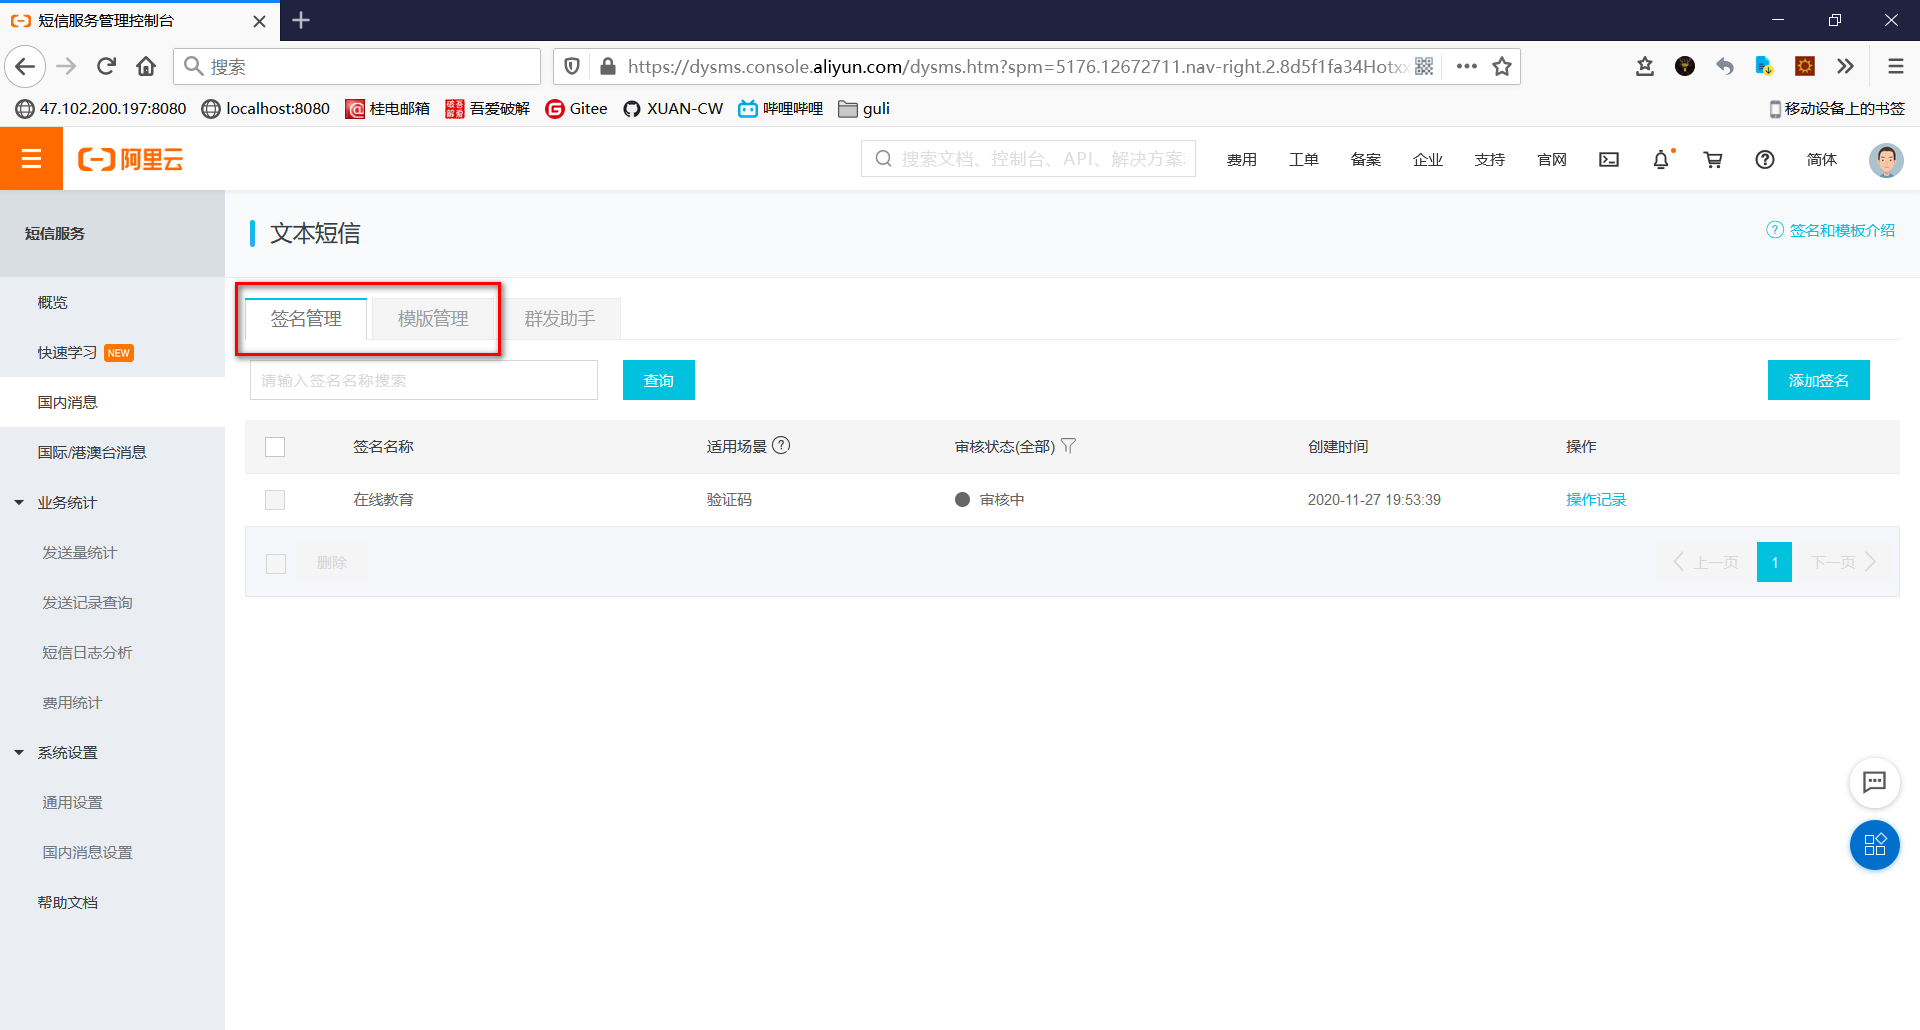 短信服务管理控制台
搜索
https://dysms.console.aliyun.com/dysms.htm?spm=5176.12672711.nav-right.2.8d5f1fa34Hotxx
47.102.200.197:8080 localhost:8080 桂电邮箱 吾爱破解 Gitee XUAN-CW 哔哩哔哩 guli 移动设备上的书签
阿里云 搜索文档、控制台、API、解决方案 费用 工单 备案 企业 支持 官网 简体
短信服务
概览
快速学习 NEW
国内消息
国际/港澳台消息
业务统计
发送量统计
发送记录查询
短信日志分析
费用统计
系统设置
通用设置
国内消息设置
帮助文档
文本短信 签名和模板介绍
签名管理 模版管理 群发助手
请输入签名名称搜索 查询 添加签名
签名名称 适用场景 审核状态(全部) 创建时间 操作
在线教育 验证码 审核中 2020-11-27 19:53:39 操作记录
删除 上一页 1 下一页